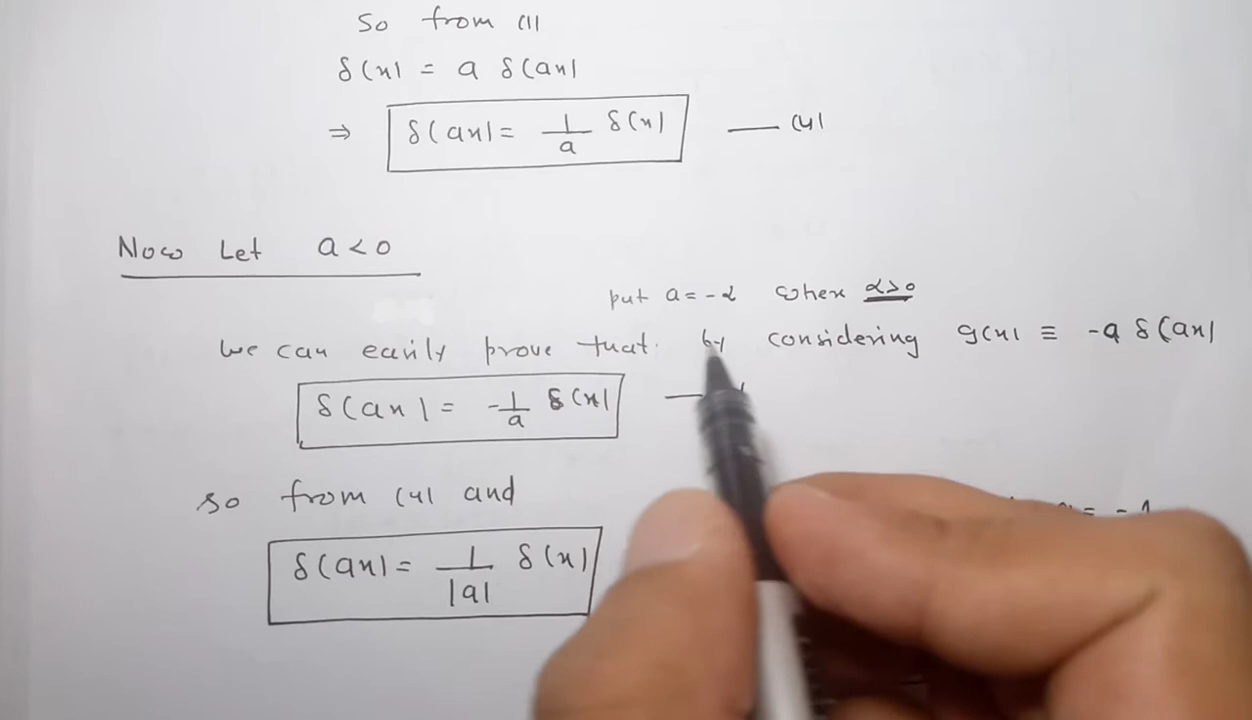 So from (1)
δ(x) = a δ(ax)
⇒ δ(ax) = 1/a δ(x) — (4)
Now Let a < 0
put a = -α where α>0
we can easily prove that by considering g(x) ≡ -a δ(ax)
δ(ax) = -1/a δ(x) —
so from (4) and
= -1
δ(ax) = 1/|a| δ(x)